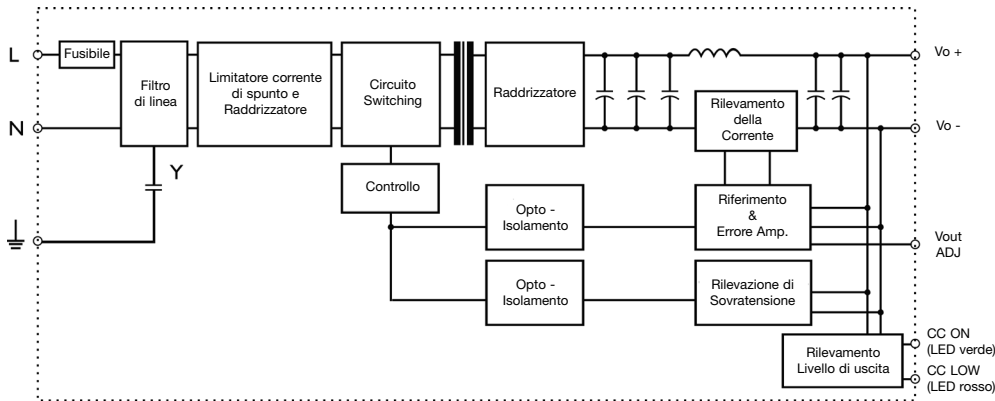 L
Fusibile
Filtro
di linea
Limitatore corrente
di spunto e
Raddrizzatore
Circuito
Switching
Raddrizzatore
Vo +
N
Rilevamento
della
Corrente
Vo -
Y
Controllo
Opto -
Isolamento
Riferimento
&
Errore Amp.
Vout
ADJ
Opto -
Isolamento
Rilevazione di
Sovratensione
Rilevamento
Livello di uscita
CC ON
(LED verde)
CC LOW
(LED rosso)